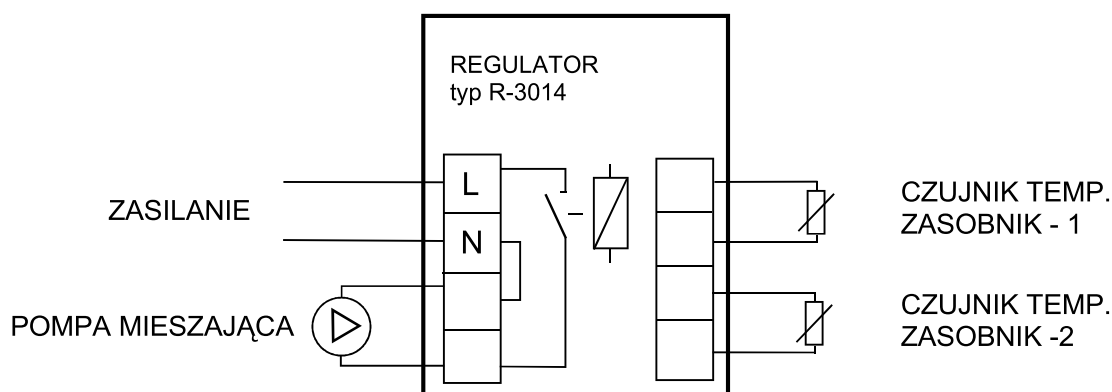 REGULATOR
typ R-3014
L
N
ZASILANIE
POMPA MIESZAJĄCA
CZUJNIK TEMP.
ZASOBNIK - 1
CZUJNIK TEMP.
ZASOBNIK -2